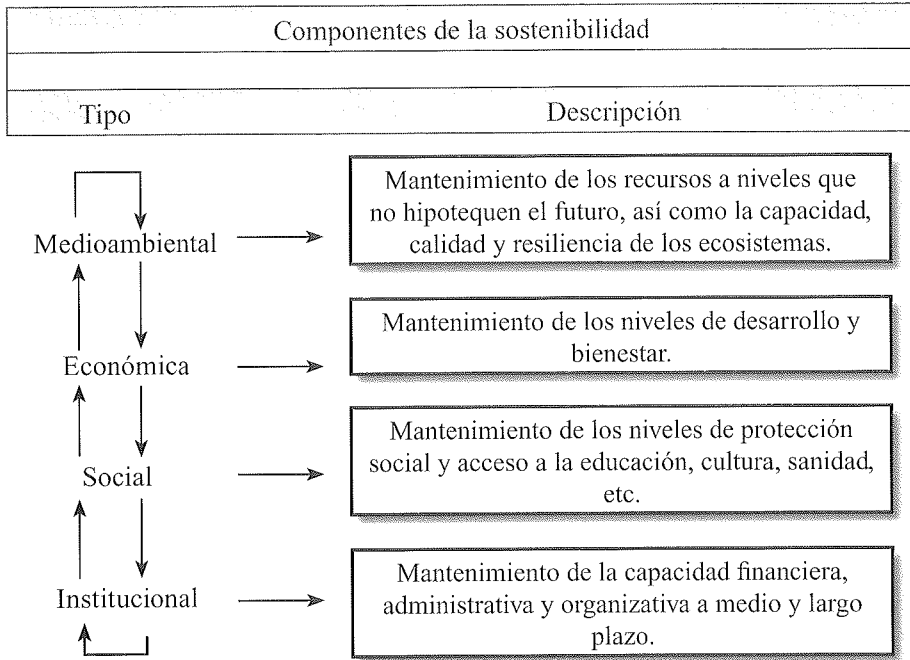 Componentes de la sostenibilidad
Tipo
Descripción
Medioambiental
Mantenimiento de los recursos a niveles que
no hipotequen el futuro, así como la capacidad,
calidad y resiliencia de los ecosistemas.
Económica
Mantenimiento de los niveles de desarrollo y
bienestar.
Social
Mantenimiento de los niveles de protección
social y acceso a la educación, cultura, sanidad,
etc.
Institucional
Mantenimiento de la capacidad financiera,
administrativa y organizativa a medio y largo
plazo.